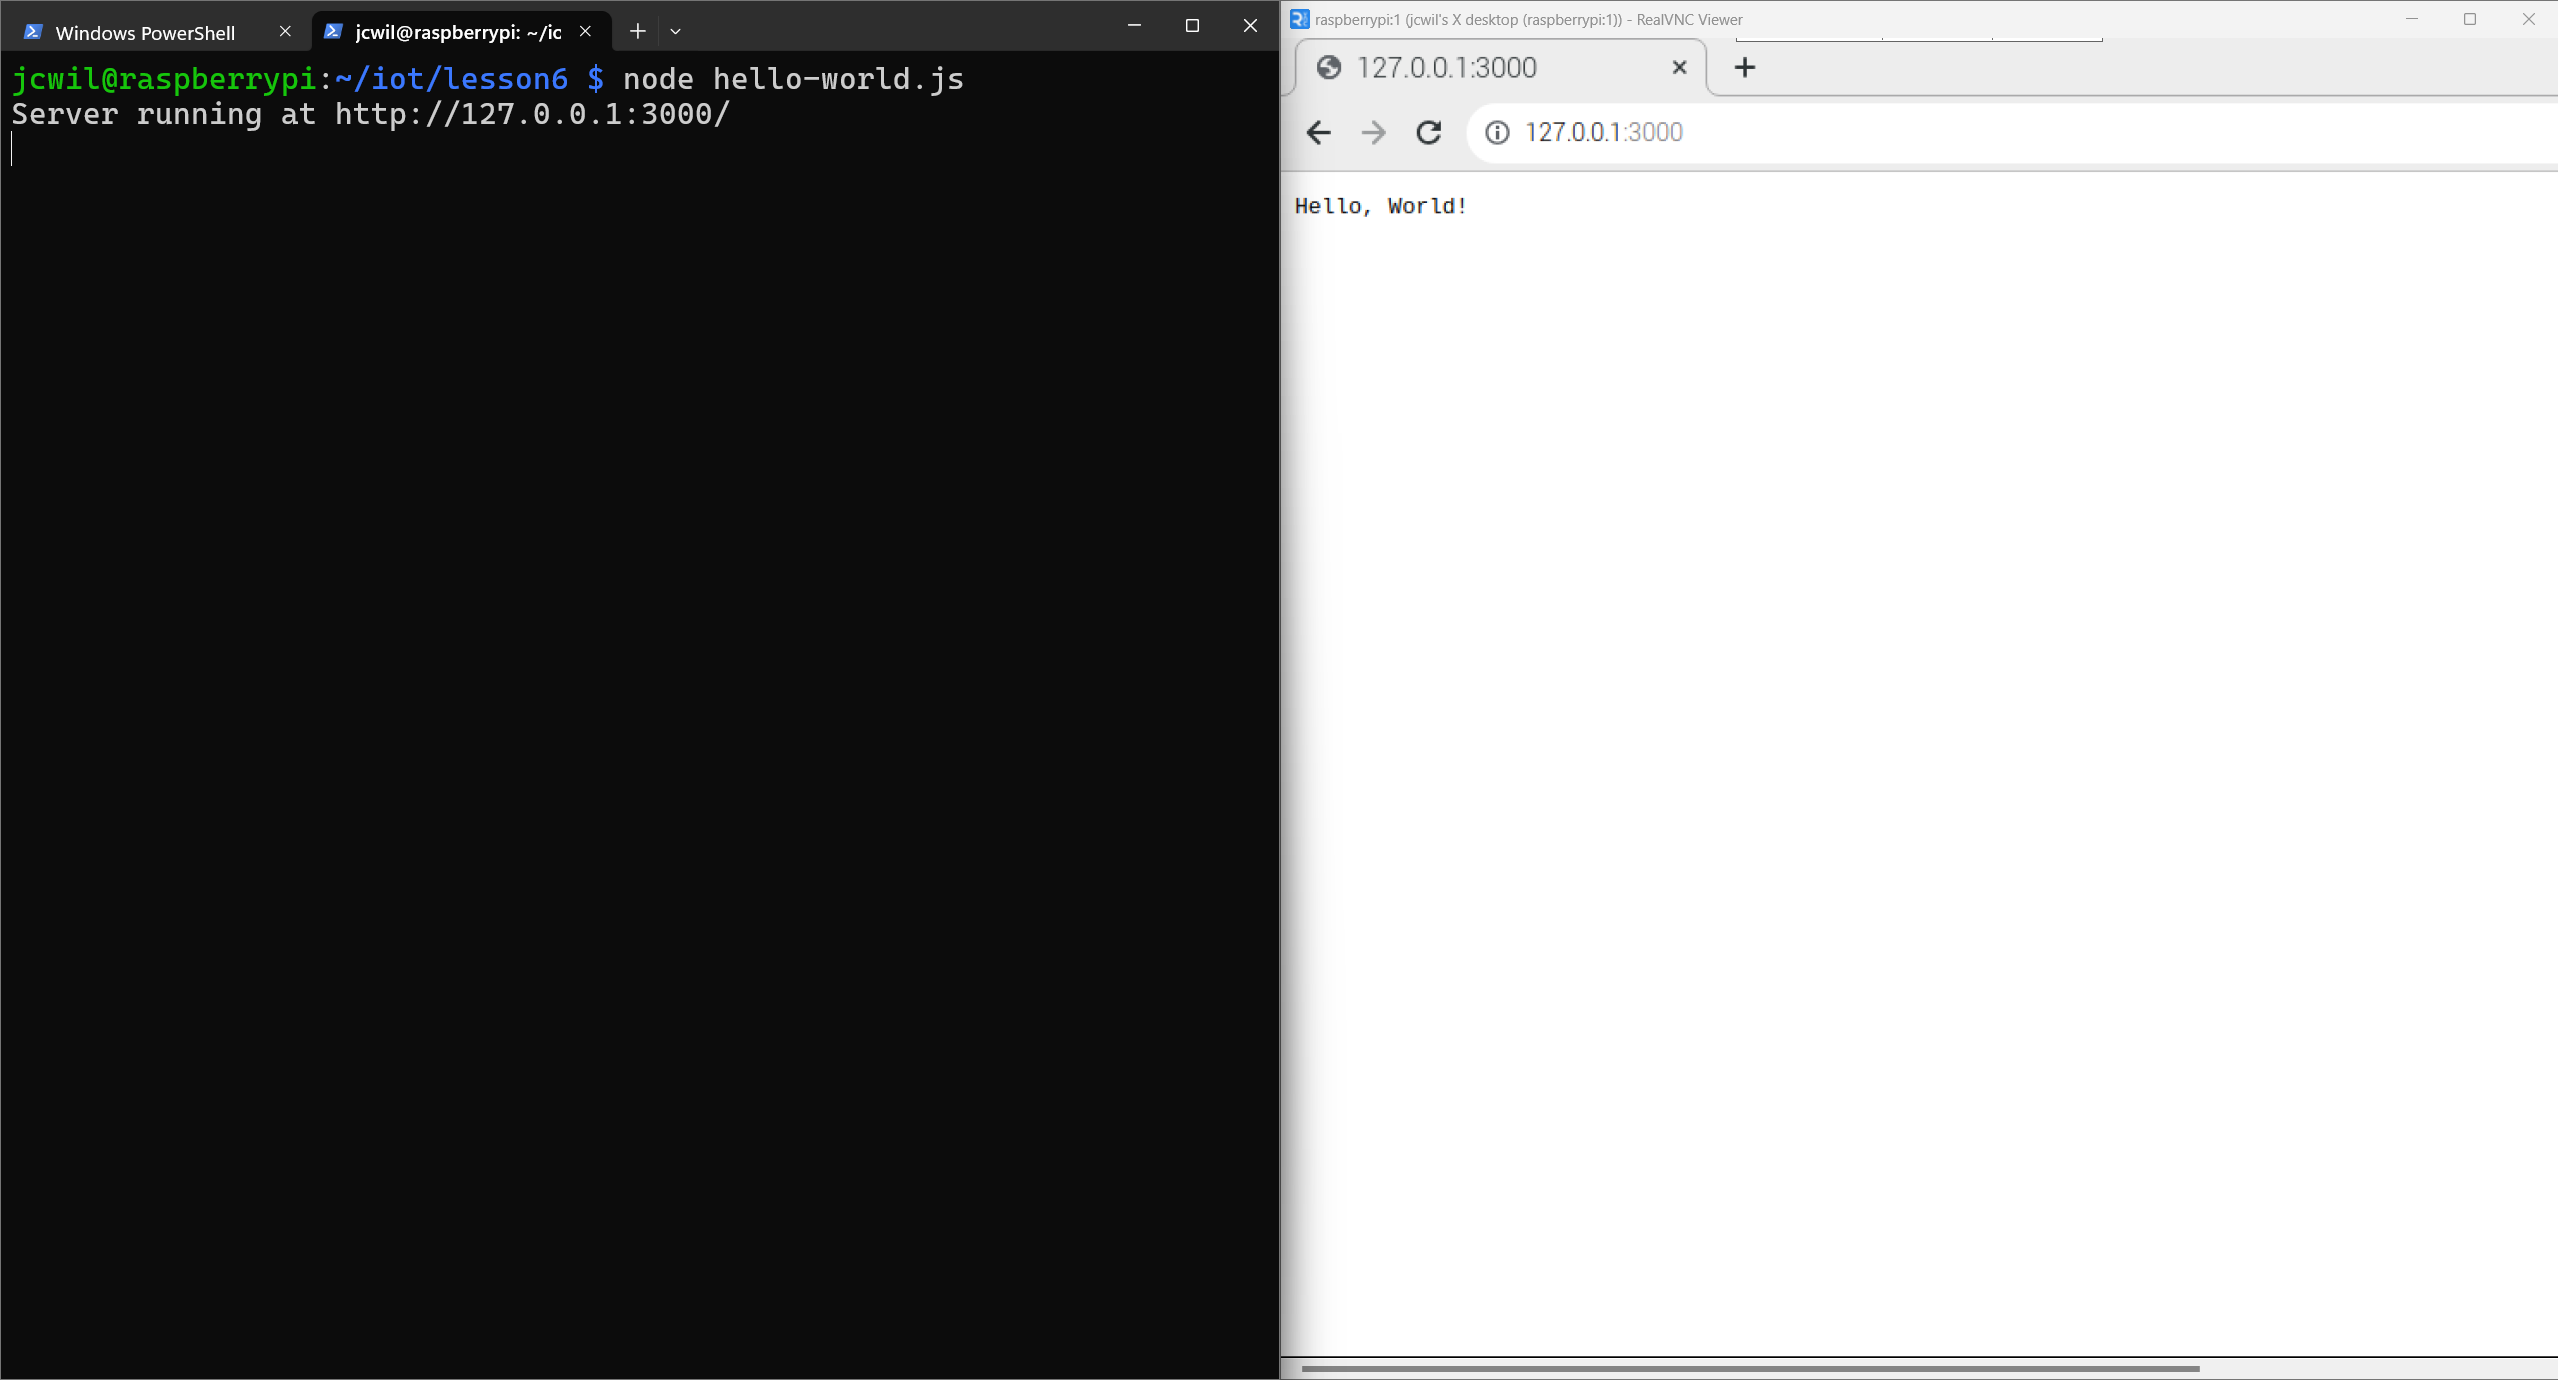 Windows PowerShell
jcwil@raspberrypi: ~/ic
jcwil@raspberrypi:~/iot/lesson6 $ node hello-world.js
Server running at http://127.0.0.1:3000/
raspberrypi:1 (jcwil's X desktop (raspberrypi:1)) - RealVNC Viewer
127.0.0.1:3000
127.0.0.1:3000
Hello, World!